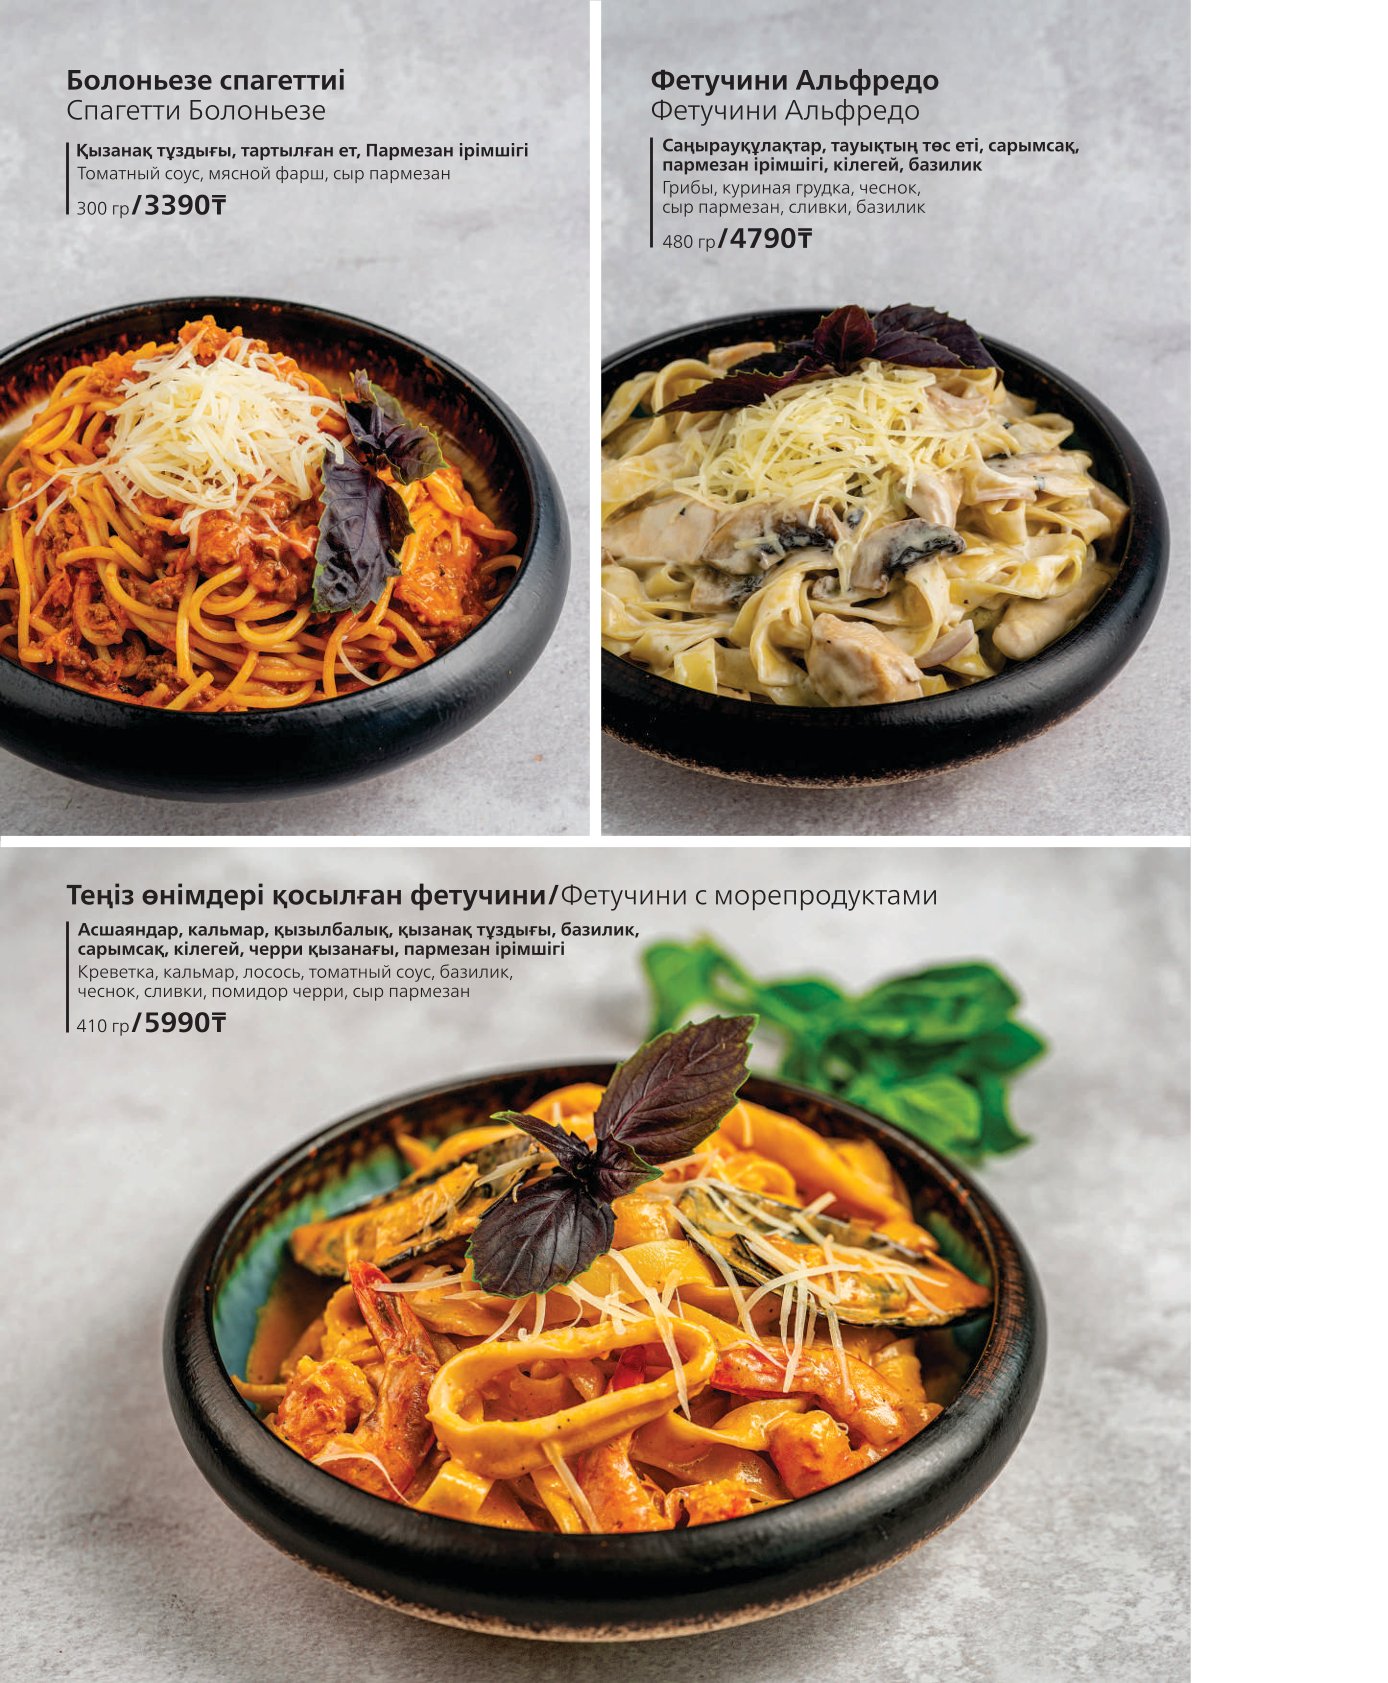 Болоньезе спагеттиі
Спагетти Болоньезе
Қызанақ тұздығы, тартылған ет, Пармезан ірімшігі
Томатный соус, мясной фарш, сыр пармезан
300 гр/3390₸
Фетучини Альфредо
Фетучини Альфредо
Саңырауқұлақтар, тауықтың төс еті, сарымсақ,
пармезан ірімшігі, кілегей, базилик
Грибы, куриная грудка, чеснок,
сыр пармезан, сливки, базилик
480 гр/4790₸
Теңіз өнімдері қосылған фетучини/Фетучини с морепродуктами
Асшаяндар, кальмар, қызылбалық, қызанақ тұздығы, базилик,
сарымсақ, кілегей, черри қызанағы, пармезан ірімшігі
Креветка, кальмар, лосось, томатный соус, базилик,
чеснок, сливки, помидор черри, сыр пармезан
410 гр/5990₸